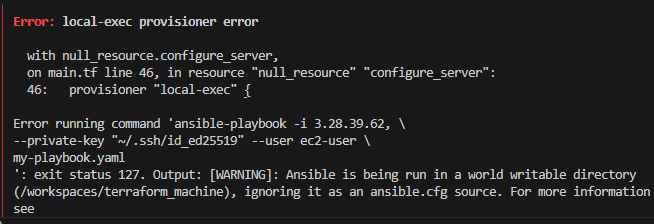 Error: local-exec provisioner error
with null_resource.configure_server,
on main.tf line 46, in resource "null_resource" "configure_server":
46:   provisioner "local-exec" {
Error running command 'ansible-playbook -i 3.28.39.62, \
--private-key "~/.ssh/id_ed25519" --user ec2-user \
my-playbook.yaml
': exit status 127. Output: [WARNING]: Ansible is being run in a world writable directory
(/workspaces/terraform_machine), ignoring it as an ansible.cfg source. For more information
see